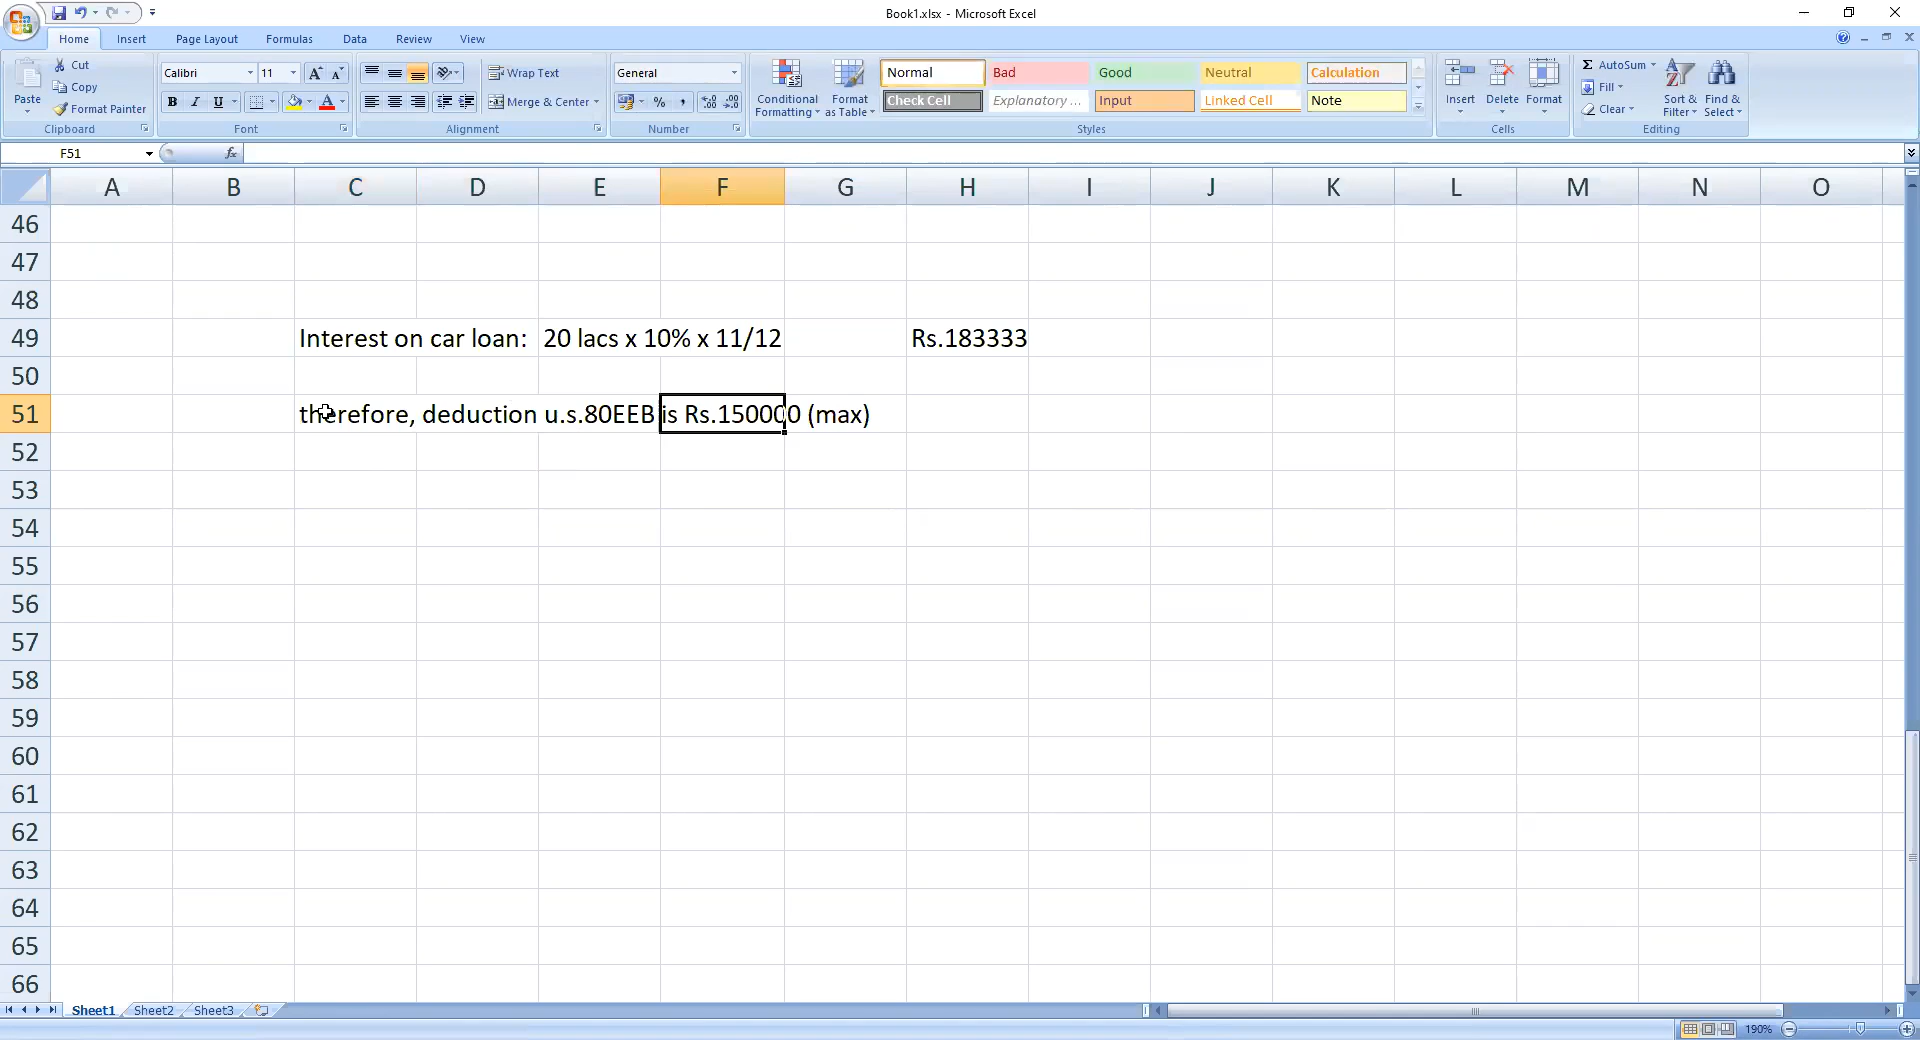 Book1.xlsx - Microsoft Excel
Home Insert Page Layout Formulas Data Review View
Paste Cut Copy Format Painter Clipboard
Calibri 11 A A B I U A Font
Wrap Text Merge & Center Alignment
General % , Number
Conditional Formatting Format as Table
Normal Bad Good Neutral Calculation
Check Cell Explanatory ... Input Linked Cell Note
Styles
Insert Delete Format Cells
Σ AutoSum Fill Clear Sort & Filter Find & Select Editing
F51 fx
A B C D E F G H I J K L M N O
46
47
48
49 Interest on car loan: 20 lacs x 10% x 11/12 Rs.183333
50
51 therefore, deduction u.s.80EEB is Rs.150000 (max)
52
53
54
55
56
57
58
59
60
61
62
63
64
65
66
Sheet1 Sheet2 Sheet3
190%